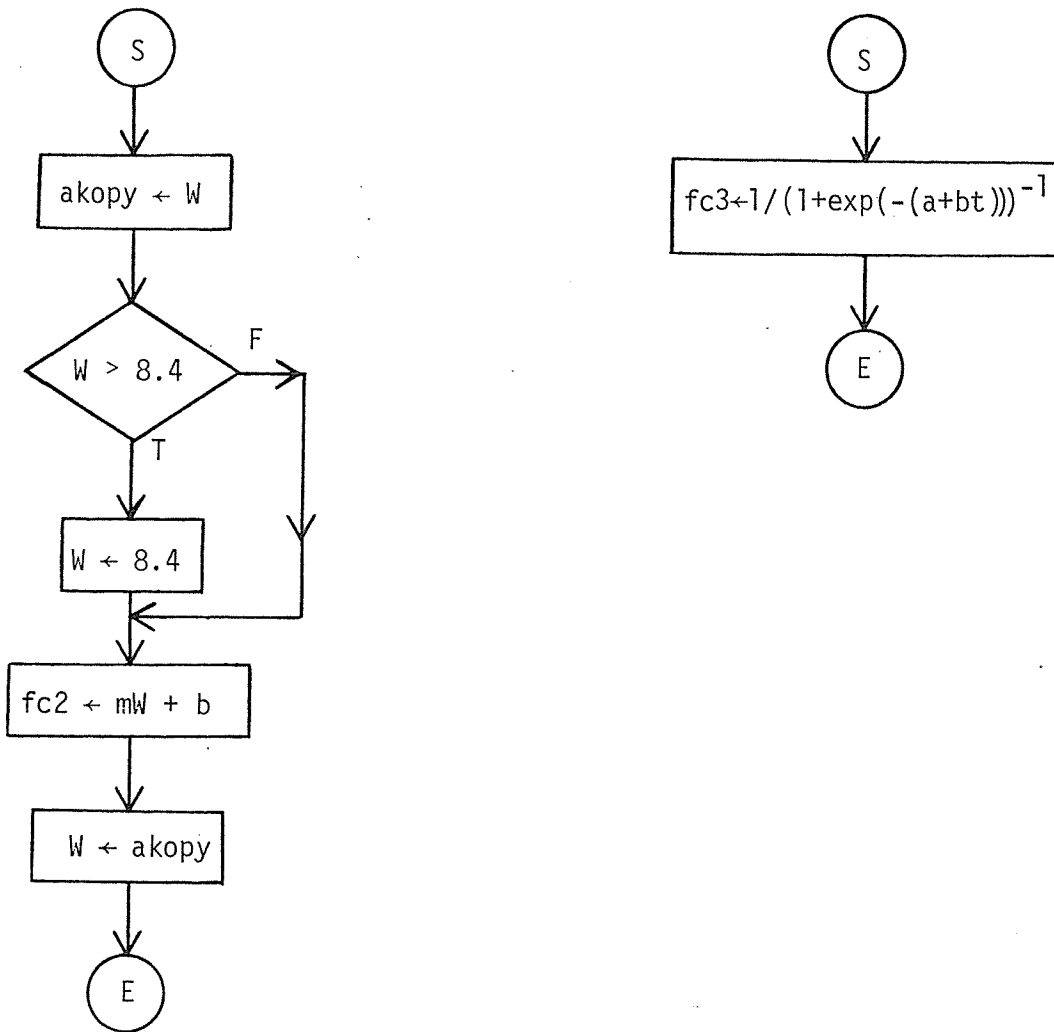 S
akopy ← W
W > 8.4
F
T
W ← 8.4
fc2 ← mW + b
W ← akopy
E
S
fc3←1/(1+exp(-(a+bt)))^-1
E